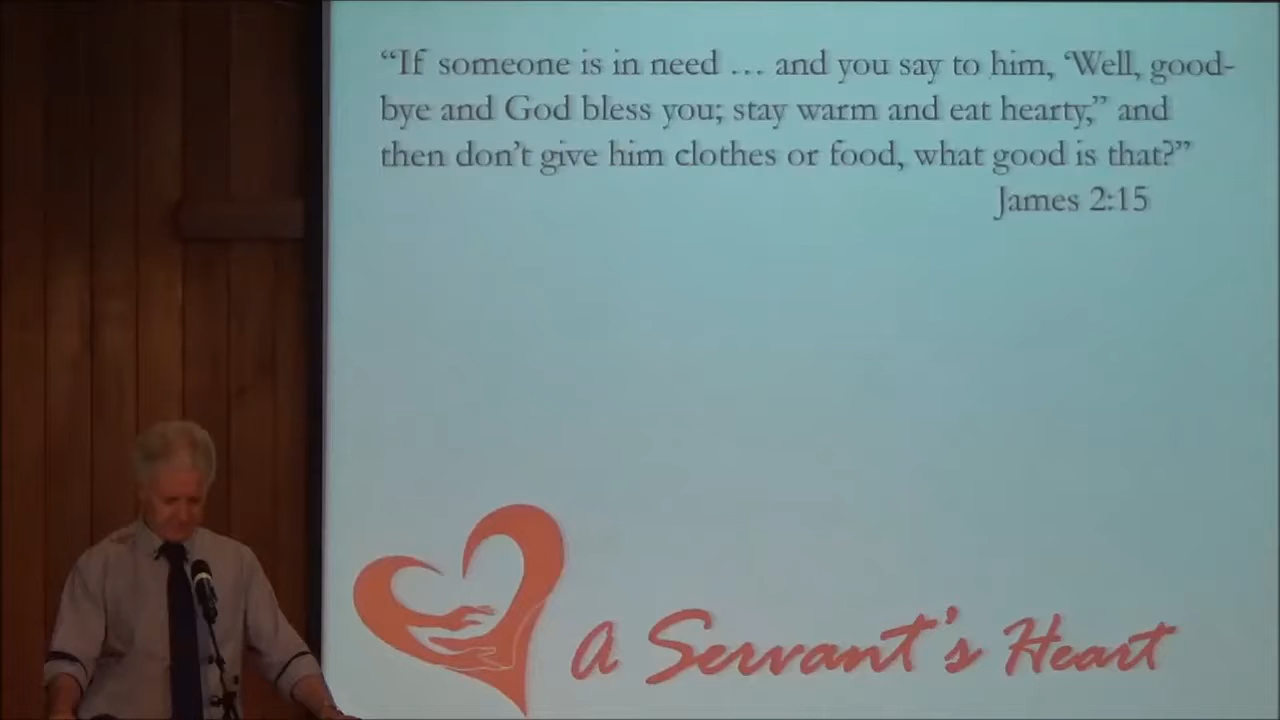 “If someone is in need … and you say to him, ‘Well, good-
bye and God bless you; stay warm and eat hearty,” and
then don’t give him clothes or food, what good is that?”
James 2:15
A Servant’s Heart